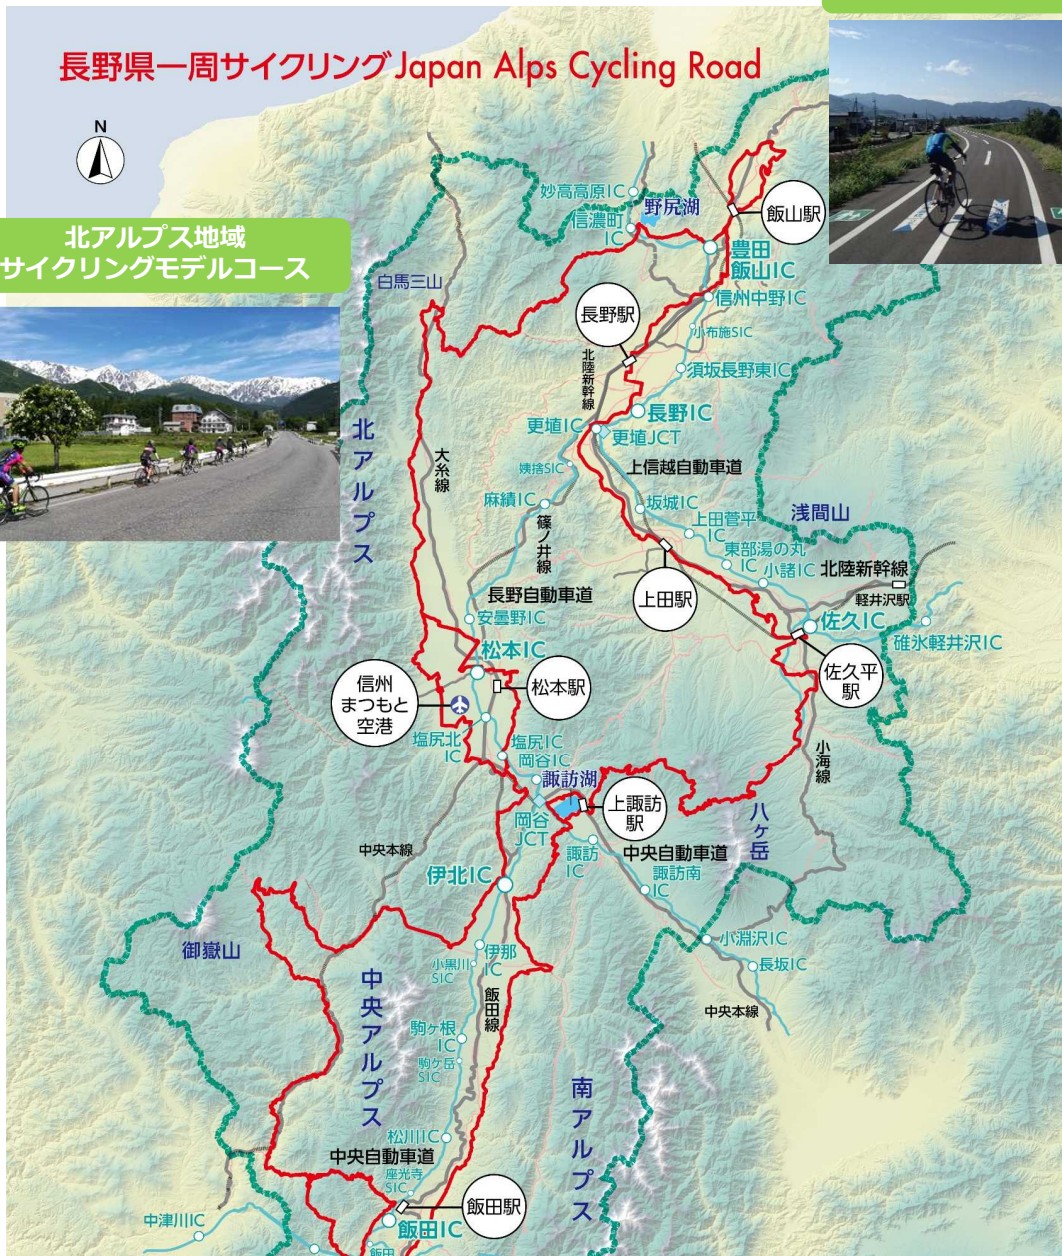 長野県一周サイクリング Japan Alps Cycling Road
N
北アルプス地域
サイクリングモデルコース
妙高高原IC
信濃町
IC
野尻湖
飯山駅
豊田
飯山IC
白馬三山
信州中野IC
長野駅
小布施SIC
北陸新幹線
須坂長野東IC
長野IC
更埴IC
更埴JCT
北アルプス
大糸線
姨捨SIC
上信越自動車道
麻績IC
篠ノ井線
坂城IC
上田菅平
IC
浅間山
東部湯の丸
IC
小諸IC
北陸新幹線
軽井沢駅
長野自動車道
上田駅
安曇野IC
佐久IC
碓氷軽井沢IC
松本IC
佐久平
駅
信州
まつもと
空港
松本駅
塩尻北
IC
塩尻IC
岡谷IC
小海線
諏訪湖
上諏訪
駅
岡谷
JCT
八ヶ岳
中央本線
諏訪
IC
中央自動車道
諏訪南
IC
伊北IC
御嶽山
小淵沢IC
伊那
IC
小黒川
SIC
長坂IC
中央アルプス
飯田線
中央本線
駒ヶ根
IC
駒ケ岳
SIC
南アルプス
松川IC
中央自動車道
座光寺
SIC
飯田駅
中津川IC
飯田IC
飯田